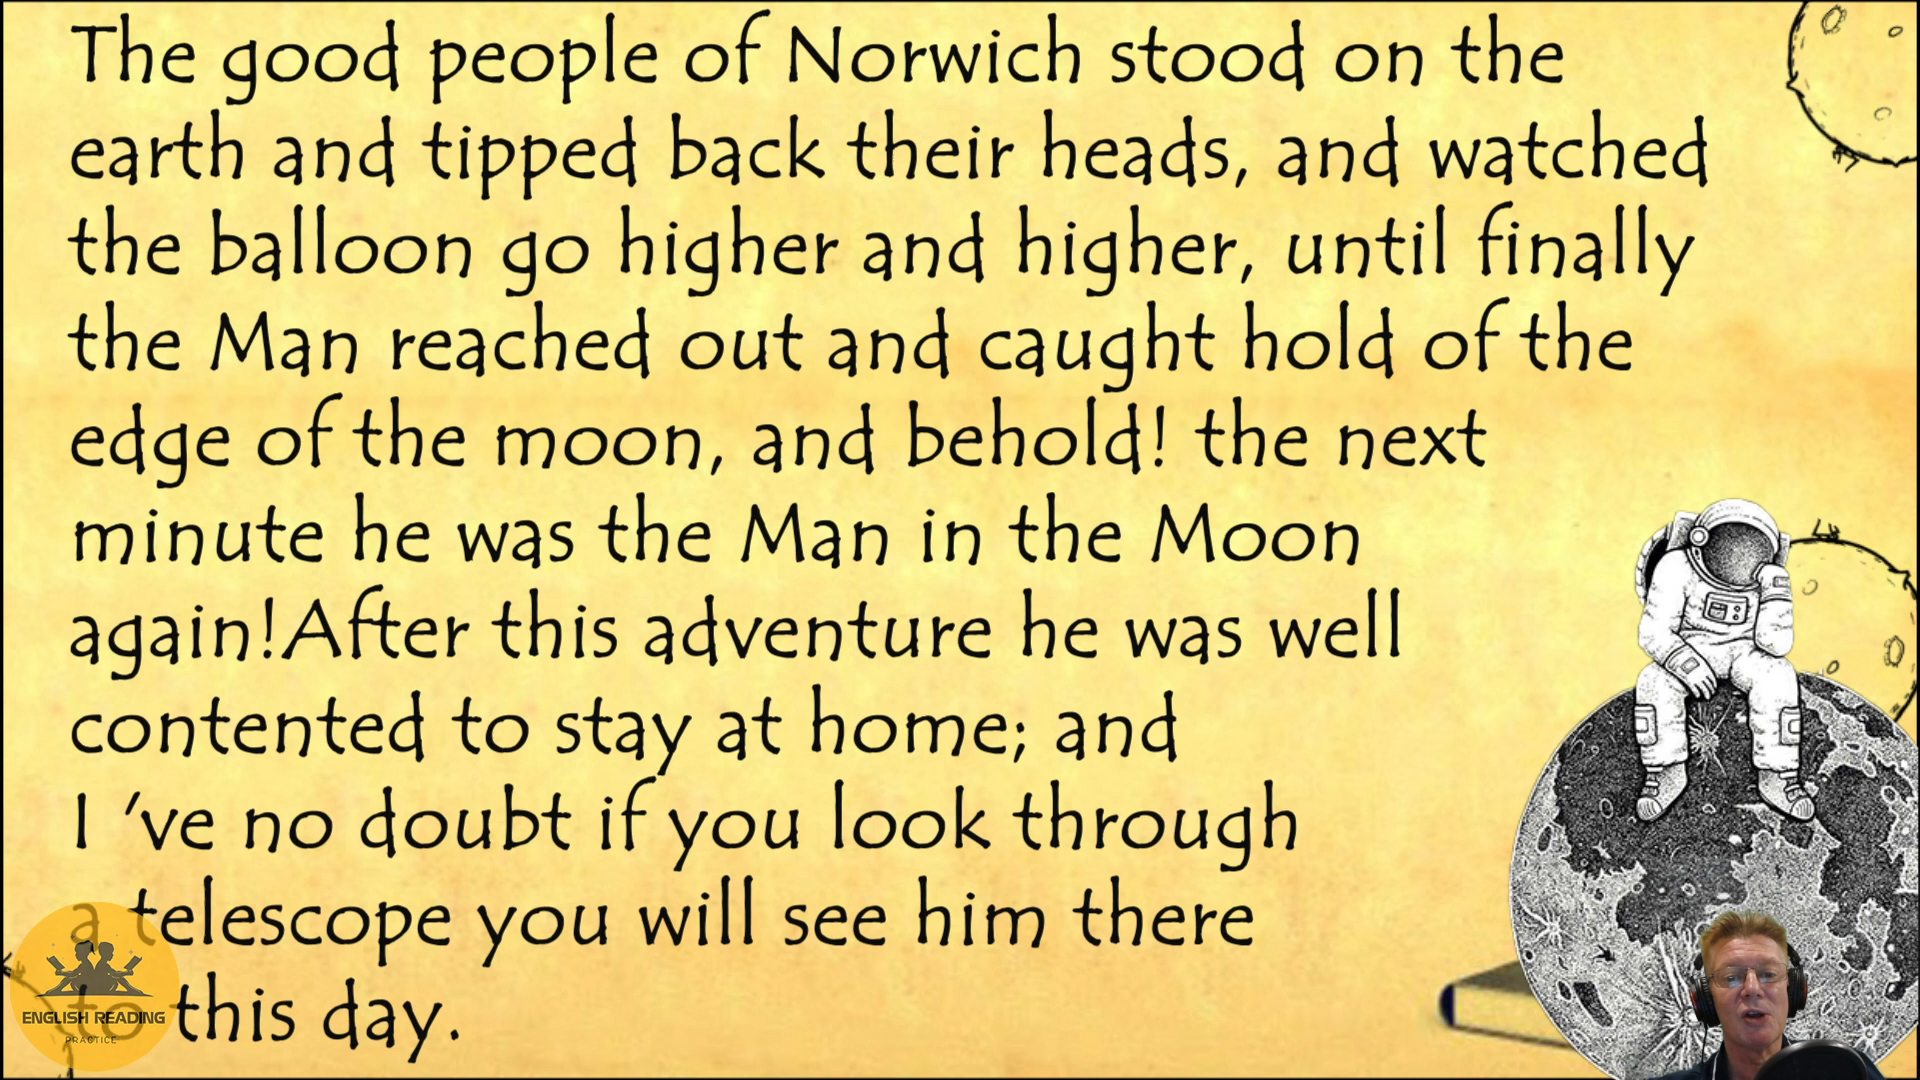 The good people of Norwich stood on the
earth and tipped back their heads, and watched
the balloon go higher and higher, until finally
the Man reached out and caught hold of the
edge of the moon, and behold! the next
minute he was the Man in the Moon
again!After this adventure he was well
contented to stay at home; and
I 've no doubt if you look through
a telescope you will see him there
to this day.
ENGLISH READING
PRACTICE